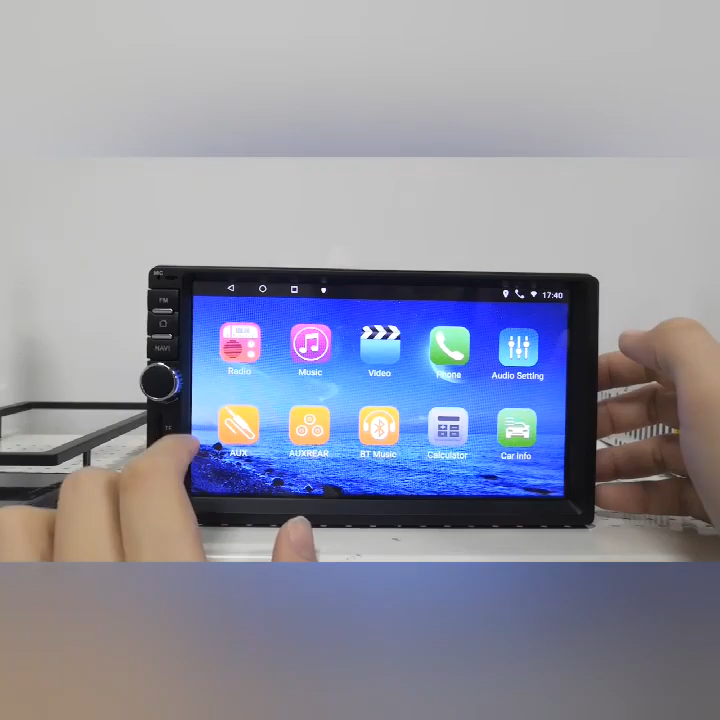 MIC
17:40
FM
NAVI
TF
Radio
Music
Video
Phone
Audio Setting
AUX
AUXREAR
BT Music
Calculator
Car Info